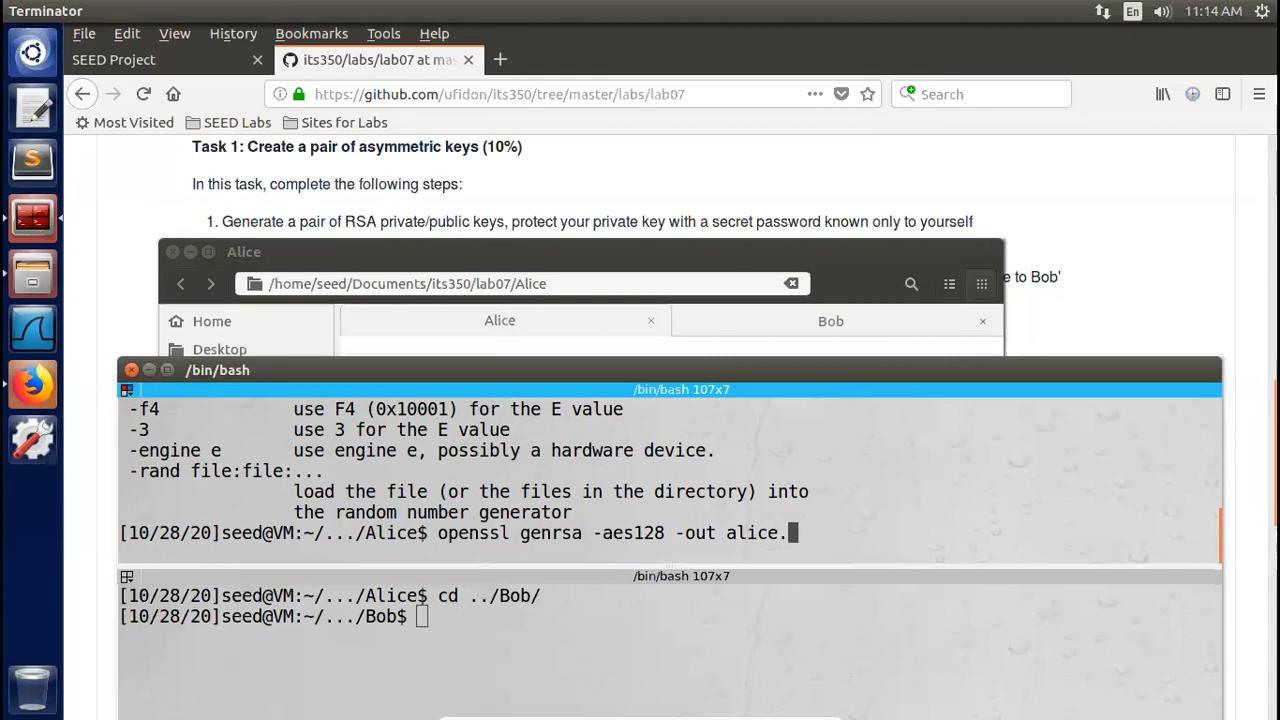 Terminator
En
11:14 AM
File Edit View History Bookmarks Tools Help
SEED Project
its350/labs/lab07 at mas
https://github.com/ufidon/its350/tree/master/labs/lab07
Search
Most Visited
SEED Labs
Sites for Labs
Task 1: Create a pair of asymmetric keys (10%)
In this task, complete the following steps:
1. Generate a pair of RSA private/public keys, protect your private key with a secret password known only to yourself
e to Bob'
Alice
/home/seed/Documents/its350/lab07/Alice
Home
Alice
Bob
Desktop
/bin/bash
/bin/bash 107x7
-f4 use F4 (0x10001) for the E value
-3 use 3 for the E value
-engine e use engine e, possibly a hardware device.
-rand file:file:...
load the file (or the files in the directory) into
the random number generator
[10/28/20]seed@VM:~/.../Alice$ openssl genrsa -aes128 -out alice.
/bin/bash 107x7
[10/28/20]seed@VM:~/.../Alice$ cd ../Bob/
[10/28/20]seed@VM:~/.../Bob$